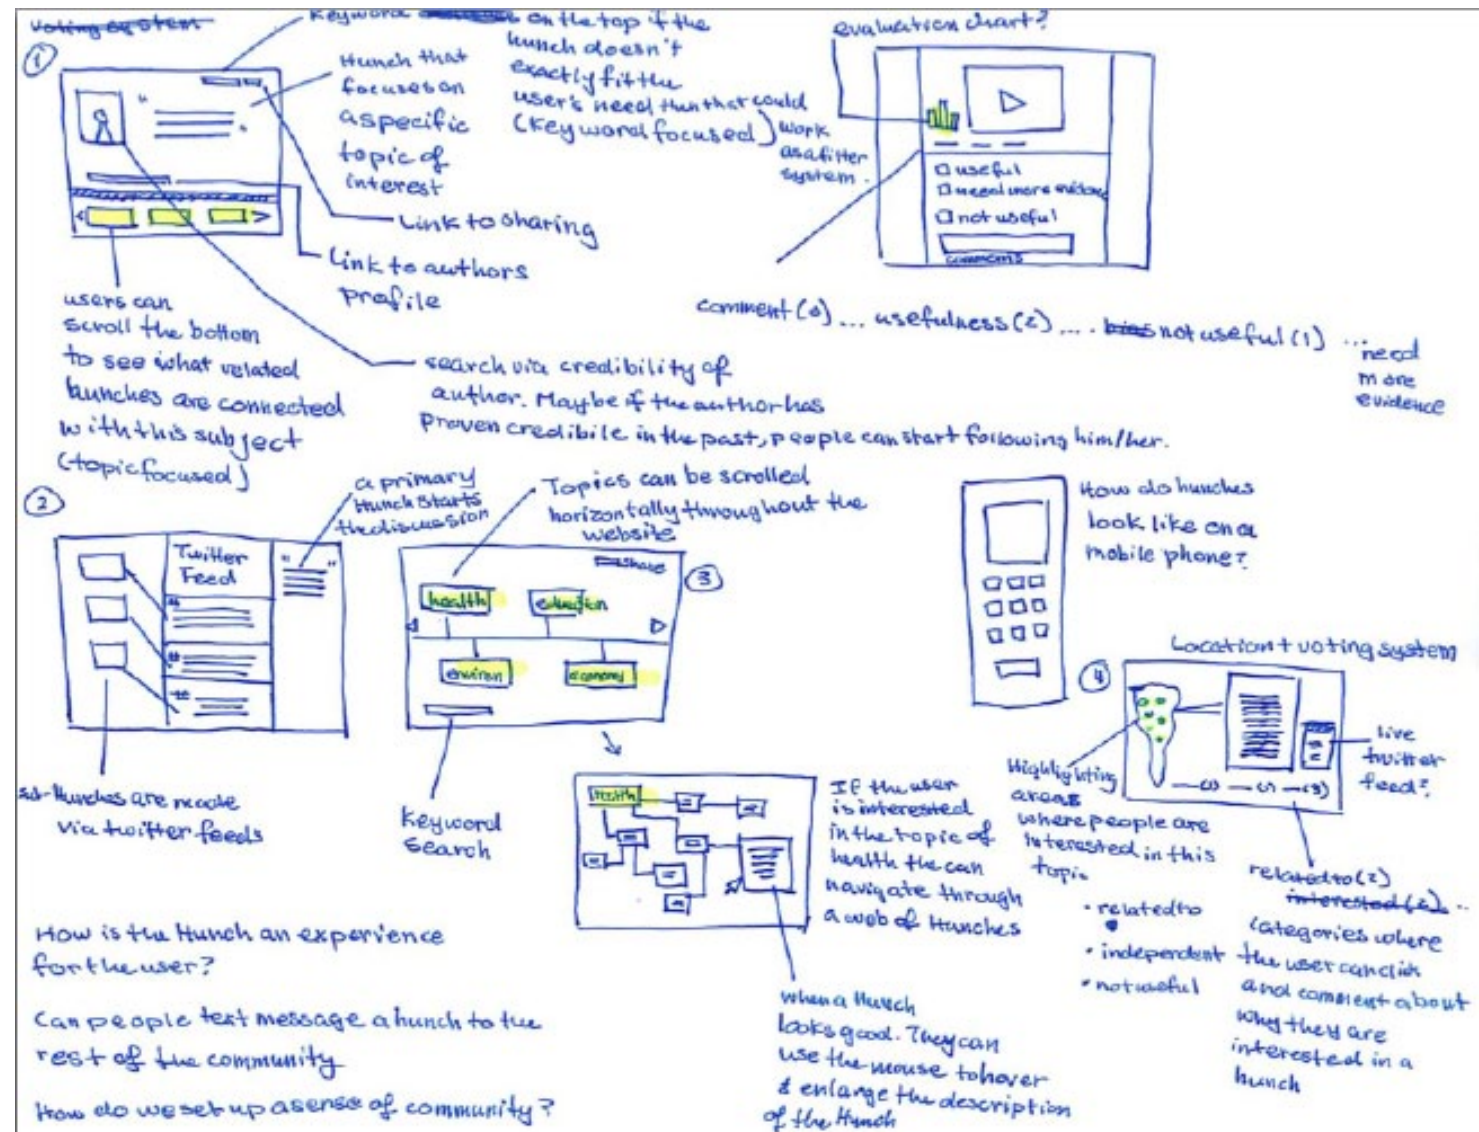 Voting system
①
Keyword on the top if the
hunch doesn't
exactly fit the
user's need then that could
(Keyword focused) work
as a filter
system.
Hunch that
focuses on
a specific
topic of
interest
Link to sharing
Link to authors
profile
users can
scroll the bottom
to see what related
hunches are connected
with this subject
(topic focused)
search via credibility of
author. Maybe if the author has
proven credibile in the past, people can start following him/her.
evaluation chart?
useful
need more evidence
not useful
comments
comment (0) ... usefulness (2) .... not useful (1) ...
need
more
evidence
②
a primary
Hunch starts
the discussion
Twitter
Feed
Hunches are made
via twitter feeds
Topics can be scrolled
horizontally throughout the
website
③
share
health
education
environ
economy
Keyword
search
health
If the user
is interested
in the topic of
health the can
navigate through
a web of Hunches
when a Hunch
looks good. They can
use the mouse to hover
& enlarge the description
of the Hunch
How do hunches
look like on a
mobile phone?
Location + voting system
④
Highlighting
areas
where people are
interested in this
topic
• related to
• independent
• not useful
live
twitter
feed?
related to (2)
interested (6)...
categories where
the user can click
and comment about
why they are
interested in a
hunch
How is the Hunch an experience
for the user?
Can people text message a hunch to the
rest of the community
How do we set up a sense of community?